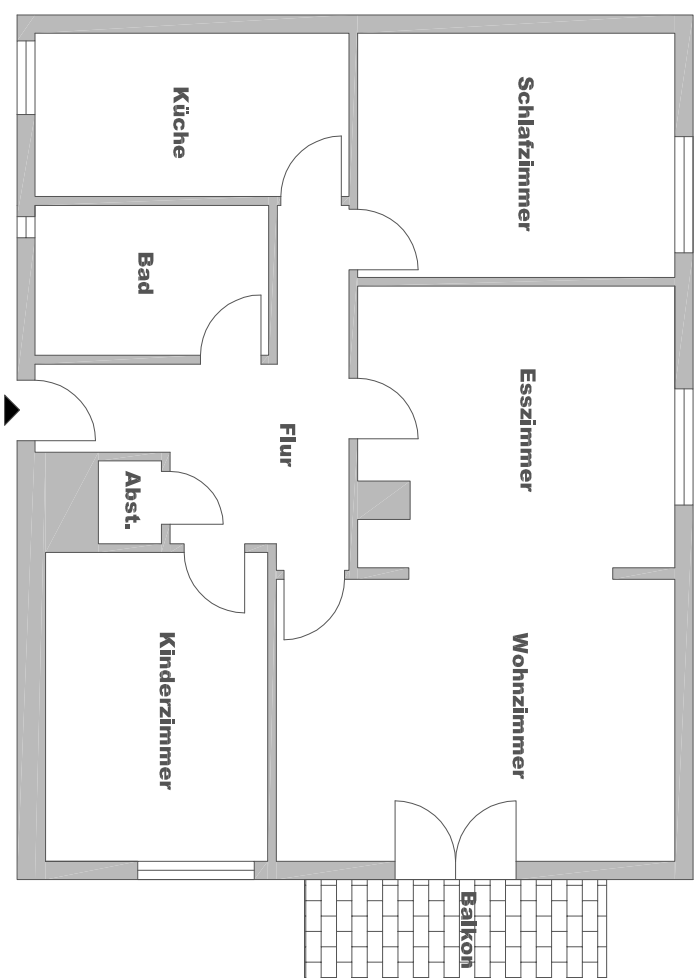 Küche
Schlafzimmer
Bad
Esszimmer
Flur
Abst.
Kinderzimmer
Wohnzimmer
Balkon